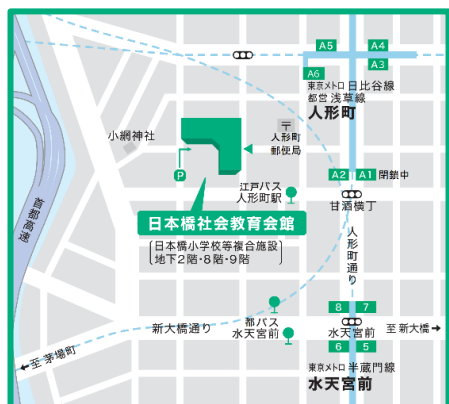 A5
A4
A3
A6
東京メトロ 日比谷線
都営 浅草線
人形町
小網神社
〒
人形町
郵便局
P
A2
A1
閉鎖中
江戸バス
人形町駅
甘酒横丁
首都高速
日本橋社会教育会館
日本橋小学校等複合施設
地下2階・8階・9階
人形町通り
8
7
新大橋通り
都バス
水天宮前
水天宮前
至 新大橋
6
5
至 茅場町
東京メトロ 半蔵門線
水天宮前